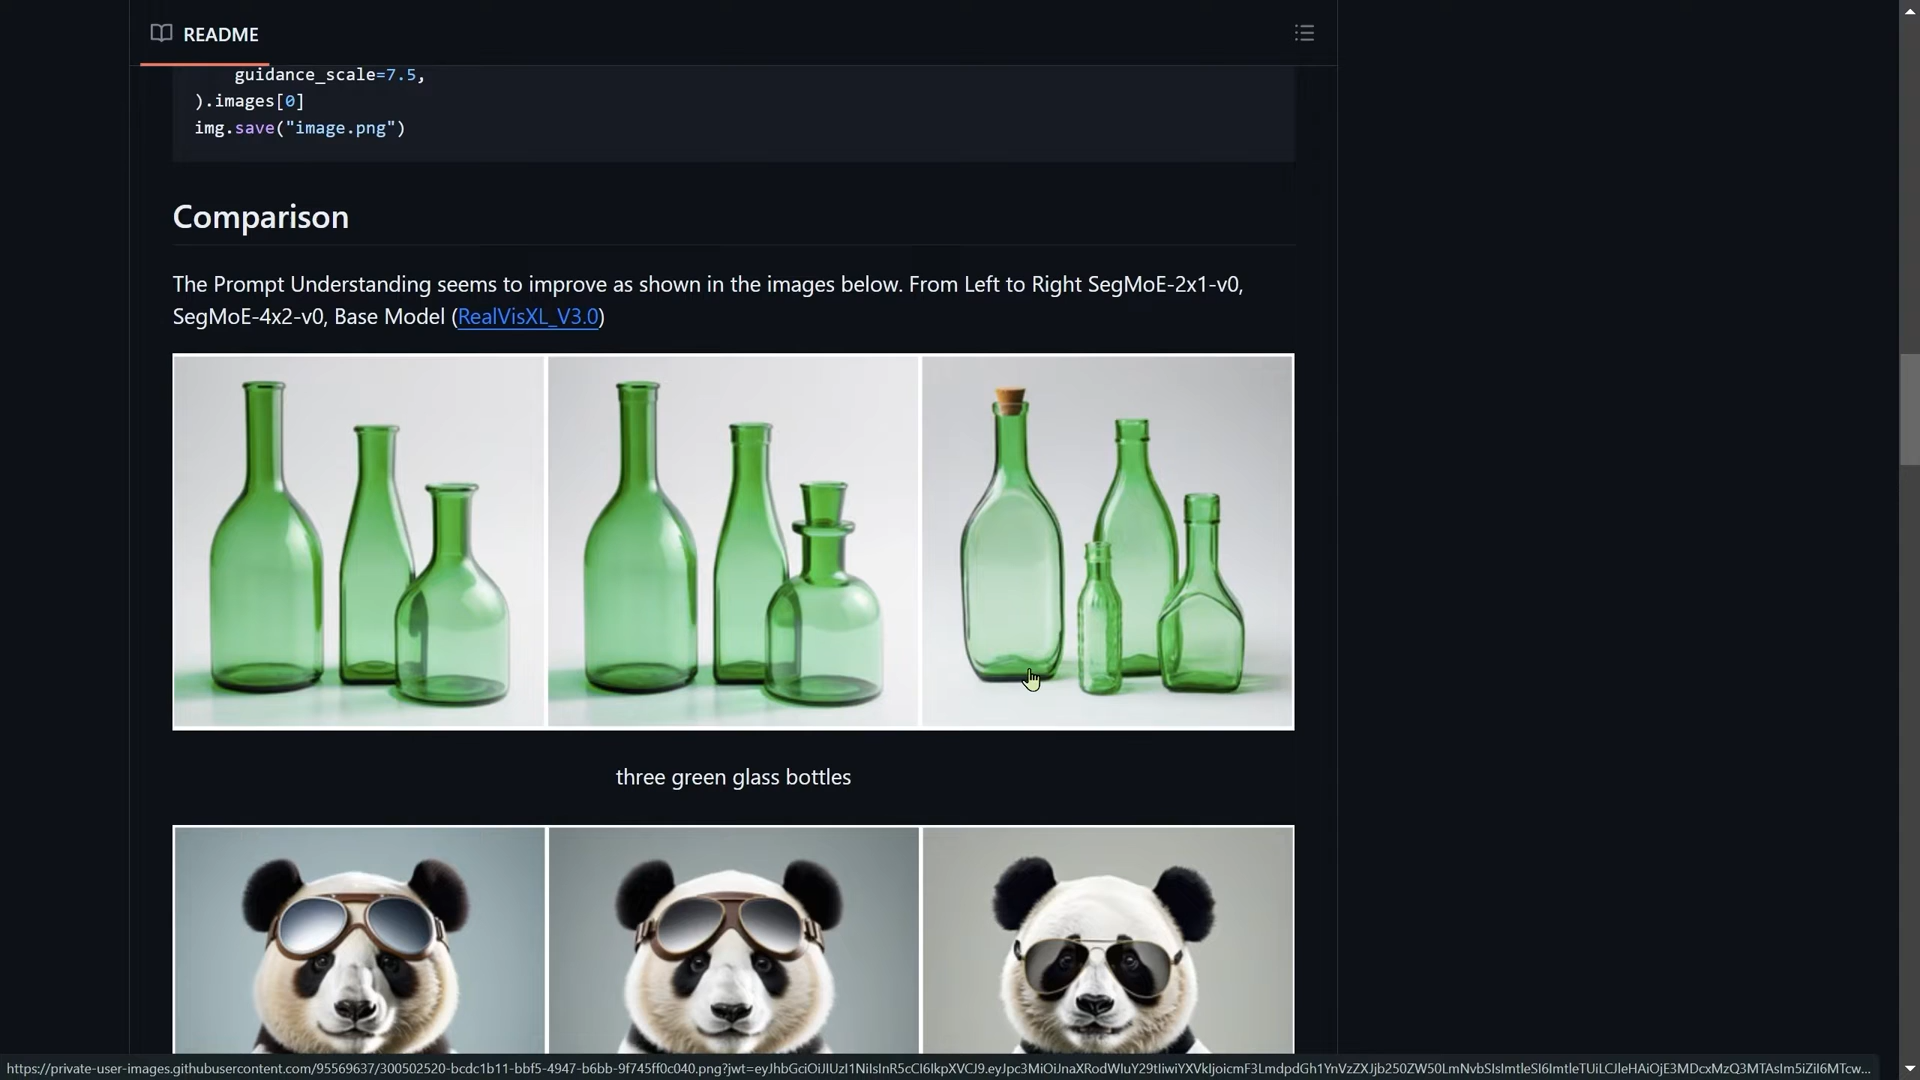 README
guidance_scale=7.5,
).images[0]
img.save("image.png")
Comparison
The Prompt Understanding seems to improve as shown in the images below. From Left to Right SegMoE-2x1-v0,
SegMoE-4x2-v0, Base Model (RealVisXL_V3.0)
three green glass bottles